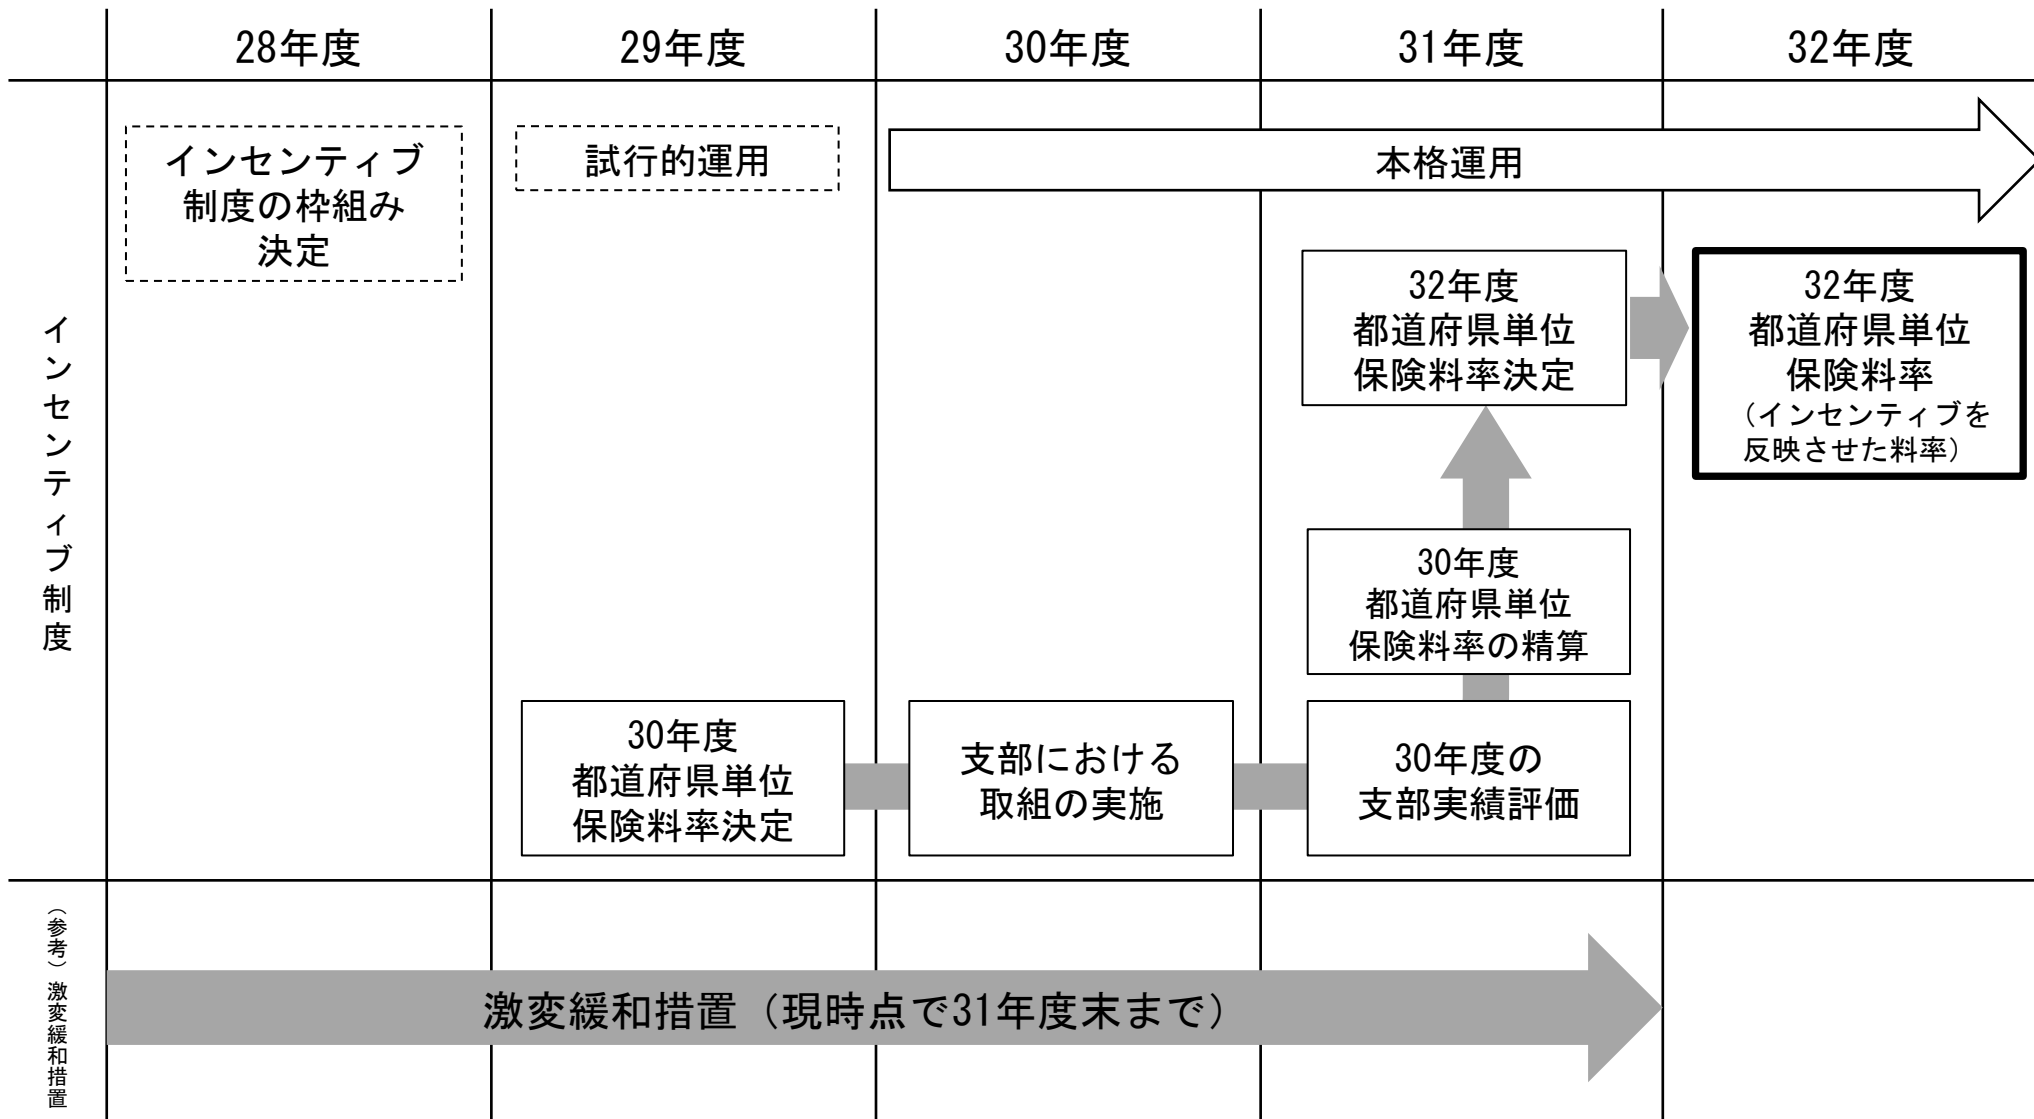 28年度
29年度
30年度
31年度
32年度
インセンティブ制度
インセンティブ
制度の枠組み
決定
試行的運用
本格運用
32年度
都道府県単位
保険料率決定
32年度
都道府県単位
保険料率
（インセンティブを
反映させた料率）
30年度
都道府県単位
保険料率の精算
30年度
都道府県単位
保険料率決定
支部における
取組の実施
30年度の
支部実績評価
（参考）激変緩和措置
激変緩和措置（現時点で31年度末まで）